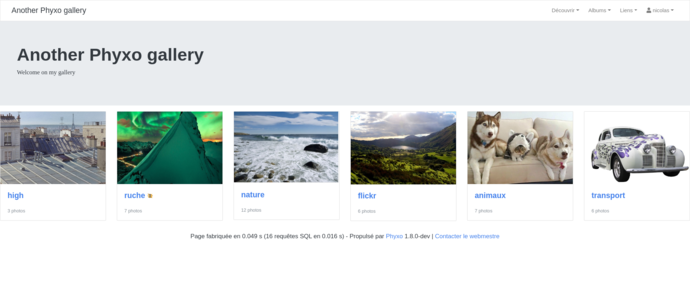 Another Phyxo gallery
Découvrir Albums Liens nicolas
Another Phyxo gallery
Welcome on my gallery
high
3 photos
ruche
7 photos
nature
12 photos
flickr
6 photos
animaux
7 photos
transport
6 photos
Page fabriquée en 0.049 s (16 requêtes SQL en 0.016 s) - Propulsé par Phyxo 1.8.0-dev | Contacter le webmestre